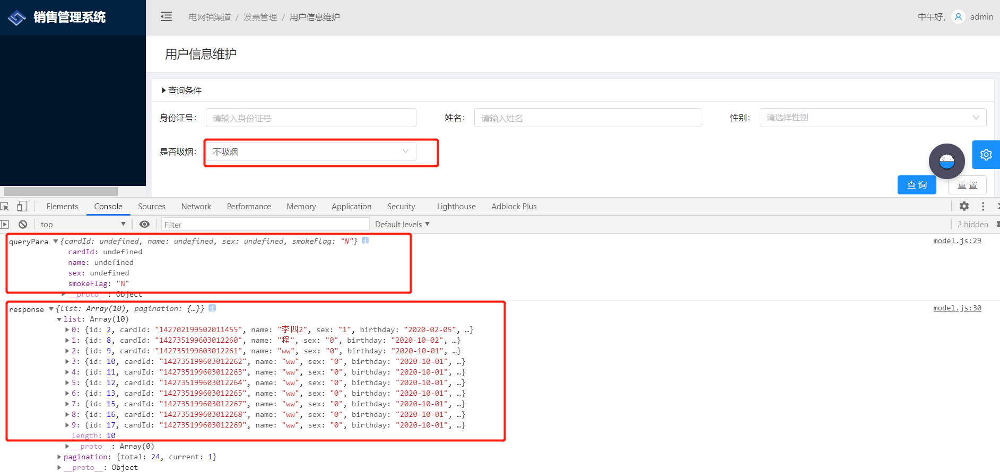 销售管理系统
电网销渠道 / 发票管理 / 用户信息维护
中午好, admin
用户信息维护
查询条件
身份证号: 请输入身份证号 姓名: 请输入姓名 性别: 请选择性别
是否吸烟: 不吸烟
查 询 重 置
Elements Console Sources Network Performance Memory Application Security Lighthouse Adblock Plus
top Filter Default levels 2 hidden
queryPara {cardId: undefined, name: undefined, sex: undefined, smokeFlag: "N"} model.js:29
cardId: undefined
name: undefined
sex: undefined
smokeFlag: "N"
__proto__: Object
response {list: Array(10), pagination: {…}} model.js:30
list: Array(10)
0: {id: 2, cardId: "142702199502011455", name: "李四2", sex: "1", birthday: "2020-02-05", …}
1: {id: 8, cardId: "142735199603012260", name: "程", sex: "0", birthday: "2020-10-02", …}
2: {id: 9, cardId: "142735199603012261", name: "ww", sex: "0", birthday: "2020-10-01", …}
3: {id: 10, cardId: "142735199603012262", name: "ww", sex: "0", birthday: "2020-10-01", …}
4: {id: 11, cardId: "142735199603012263", name: "ww", sex: "0", birthday: "2020-10-01", …}
5: {id: 12, cardId: "142735199603012264", name: "ww", sex: "0", birthday: "2020-10-01", …}
6: {id: 13, cardId: "142735199603012265", name: "ww", sex: "0", birthday: "2020-10-01", …}
7: {id: 15, cardId: "142735199603012267", name: "ww", sex: "0", birthday: "2020-10-01", …}
8: {id: 16, cardId: "142735199603012268", name: "ww", sex: "0", birthday: "2020-10-01", …}
9: {id: 17, cardId: "142735199603012269", name: "ww", sex: "0", birthday: "2020-10-01", …}
length: 10
__proto__: Array(0)
pagination: {total: 24, current: 1}
__proto__: Object